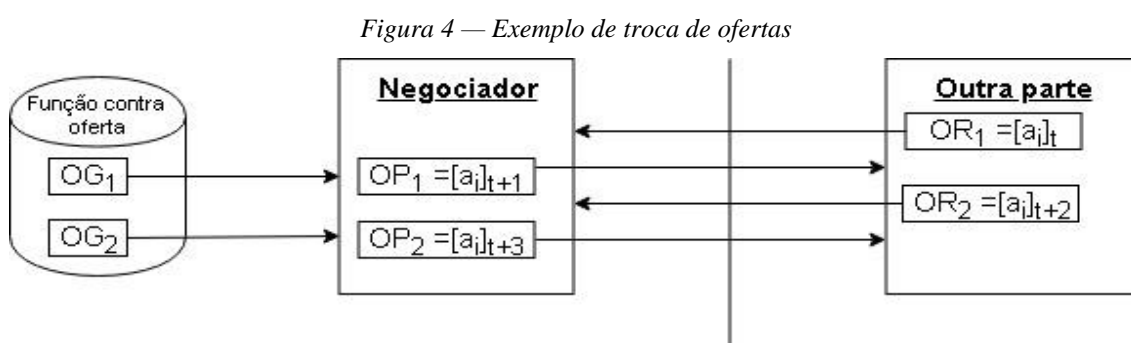 Figura 4 — Exemplo de troca de ofertas
Função contra
oferta
OG1
OG2
Negociador
OP1 =[ai]t+1
OP2 =[ai]t+3
Outra parte
OR1 =[ai]t
OR2 =[ai]t+2